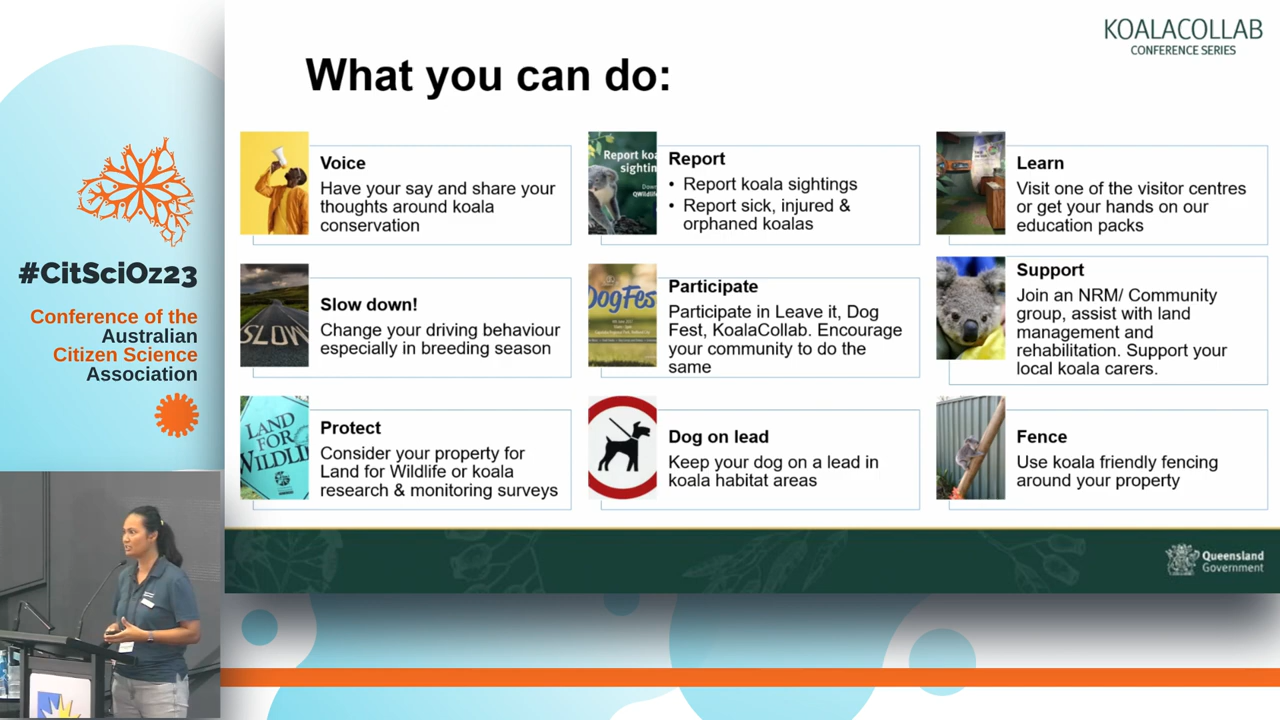 KOALACOLLAB
CONFERENCE SERIES
What you can do:
Voice
Have your say and share your
thoughts around koala
conservation
Report koa
sightin
Dow
QWildli
Report
• Report koala sightings
• Report sick, injured &
orphaned koalas
Learn
Visit one of the visitor centres
or get your hands on our
education packs
SLOW
Slow down!
Change your driving behaviour
especially in breeding season
DogFes
Participate
Participate in Leave it, Dog
Fest, KoalaCollab. Encourage
your community to do the
same
Support
Join an NRM/ Community
group, assist with land
management and
rehabilitation. Support your
local koala carers.
LAND
FOR
WILDLI
Protect
Consider your property for
Land for Wildlife or koala
research & monitoring surveys
Dog on lead
Keep your dog on a lead in
koala habitat areas
Fence
Use koala friendly fencing
around your property
Queensland
Government
#CitSciOz23
Conference of the
Australian
Citizen Science
Association